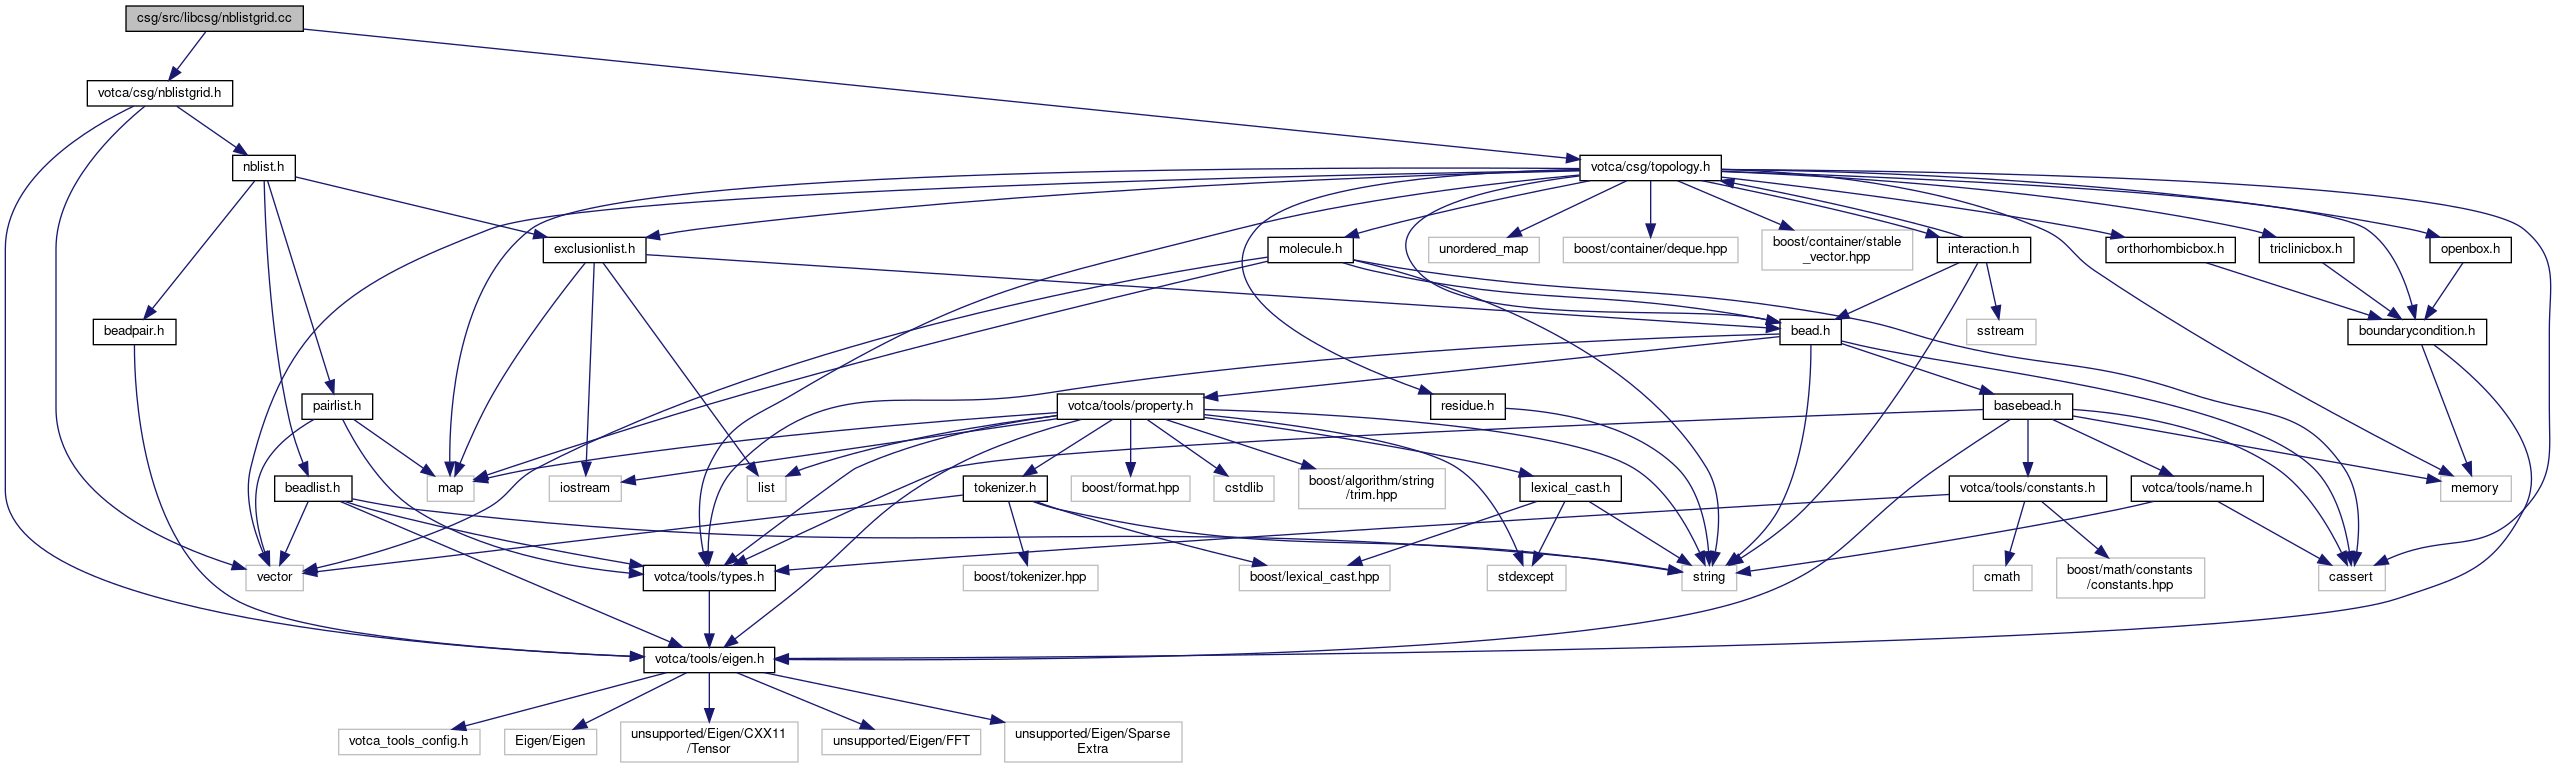 csg/src/libcsg/nblistgrid.cc
votca/csg/nblistgrid.h
nblist.h
votca/csg/topology.h
exclusionlist.h
molecule.h
unordered_map
boost/container/deque.hpp
boost/container/stable
_vector.hpp
interaction.h
orthorhombicbox.h
triclinicbox.h
openbox.h
beadpair.h
bead.h
sstream
boundarycondition.h
pairlist.h
votca/tools/property.h
residue.h
basebead.h
beadlist.h
map
iostream
list
tokenizer.h
boost/format.hpp
cstdlib
boost/algorithm/string
/trim.hpp
lexical_cast.h
votca/tools/constants.h
votca/tools/name.h
memory
vector
votca/tools/types.h
boost/tokenizer.hpp
boost/lexical_cast.hpp
stdexcept
string
cmath
boost/math/constants
/constants.hpp
cassert
votca/tools/eigen.h
votca_tools_config.h
Eigen/Eigen
unsupported/Eigen/CXX11
/Tensor
unsupported/Eigen/FFT
unsupported/Eigen/Sparse
Extra